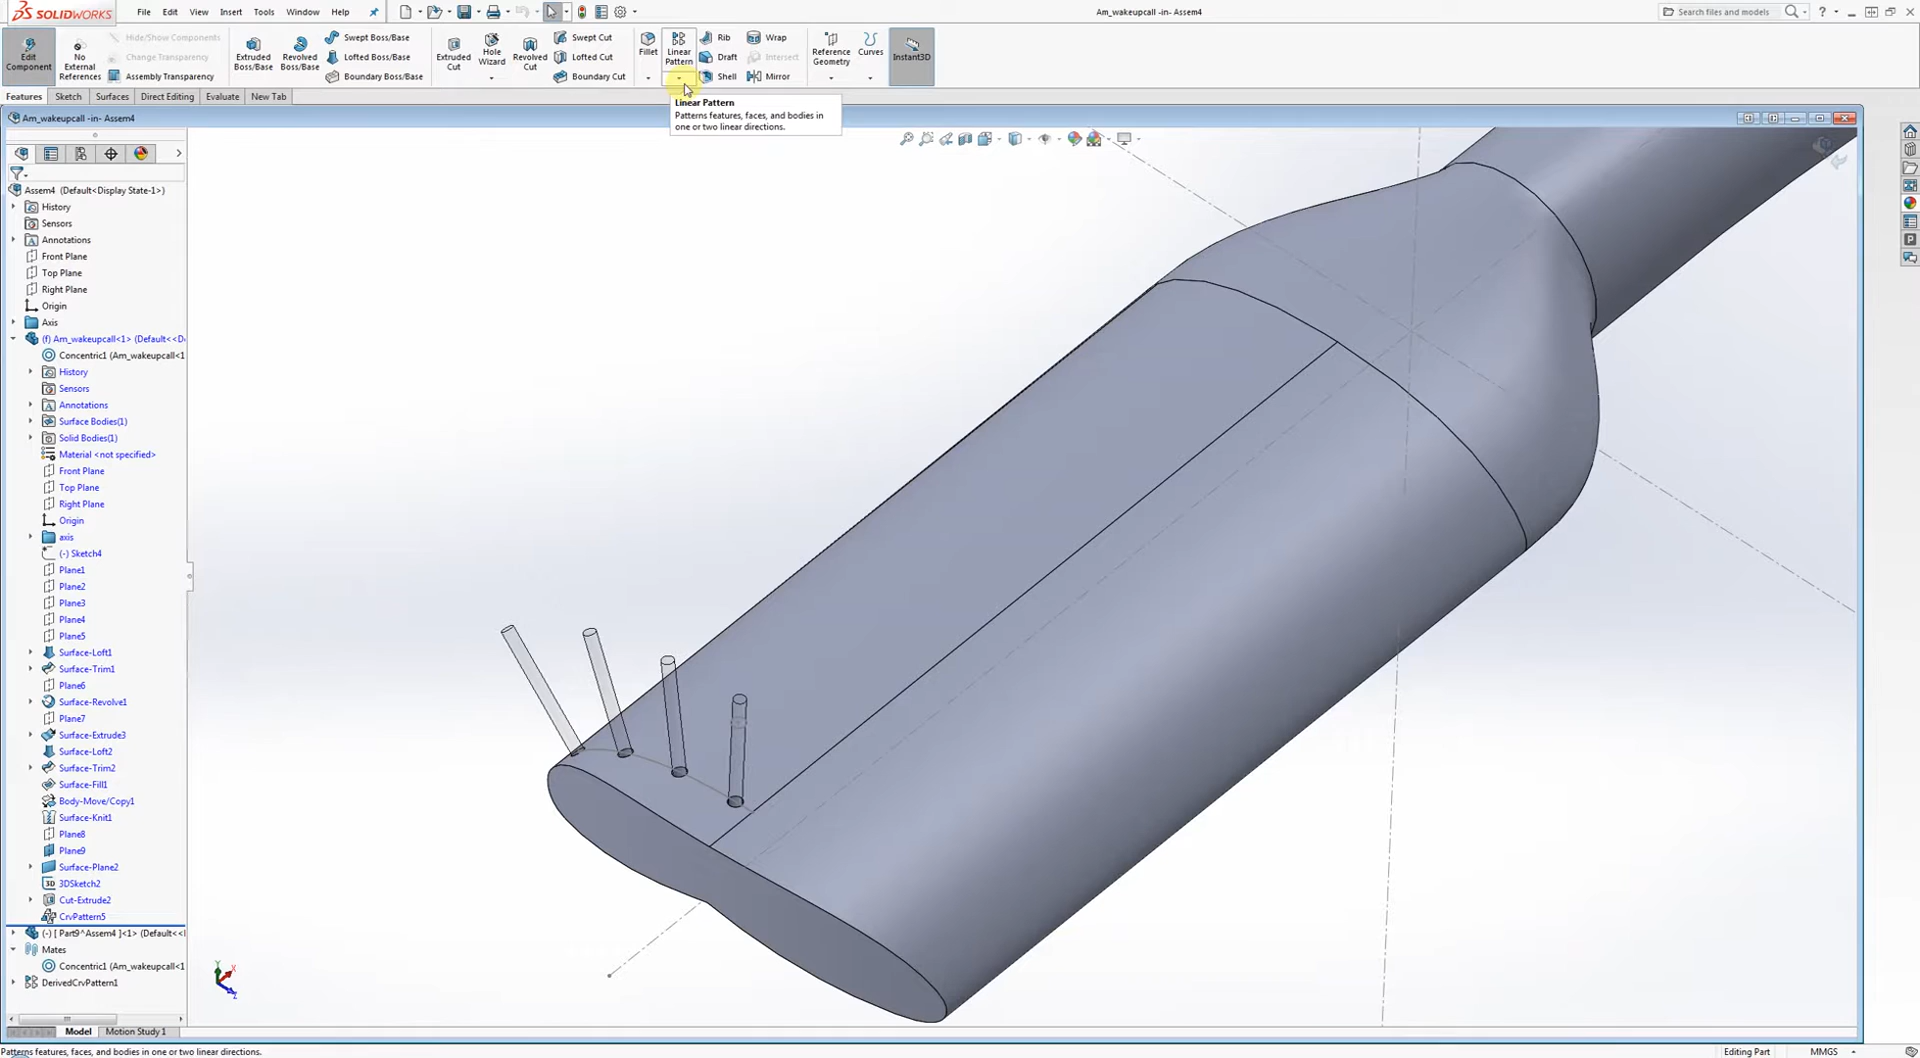 SOLIDWORKS
File Edit View Insert Tools Window Help
Am_wakeupcall -in- Assem4
Search files and models
Edit Component
No External References
Hide/Show Components
Change Transparency
Assembly Transparency
Extruded Boss/Base
Revolved Boss/Base
Swept Boss/Base
Lofted Boss/Base
Boundary Boss/Base
Extruded Cut
Hole Wizard
Revolved Cut
Swept Cut
Lofted Cut
Boundary Cut
Fillet
Linear Pattern
Rib
Draft
Shell
Wrap
Intersect
Mirror
Reference Geometry
Curves
Instant3D
Features Sketch Surfaces Direct Editing Evaluate New Tab
Linear Pattern
Patterns features, faces, and bodies in
one or two linear directions.
Am_wakeupcall -in- Assem4
Assem4 (Default<Display State-1>)
History
Sensors
Annotations
Front Plane
Top Plane
Right Plane
Origin
Axis
(f) Am_wakeupcall<1> (Default<<D
Concentric1 (Am_wakeupcall<1
History
Sensors
Annotations
Surface Bodies(1)
Solid Bodies(1)
Material <not specified>
Front Plane
Top Plane
Right Plane
Origin
axis
(-) Sketch4
Plane1
Plane2
Plane3
Plane4
Plane5
Surface-Loft1
Surface-Trim1
Plane6
Surface-Revolve1
Plane7
Surface-Extrude3
Surface-Loft2
Surface-Trim2
Surface-Fill1
Body-Move/Copy1
Surface-Knit1
Plane8
Plane9
Surface-Plane2
3DSketch2
Cut-Extrude2
CrvPattern5
(-) [ Part9^Assem4 ]<1> (Default<<
Mates
Concentric1 (Am_wakeupcall<1
DerivedCrvPattern1
Model Motion Study 1
Patterns features, faces, and bodies in one or two linear directions.
Editing Part
MMGS